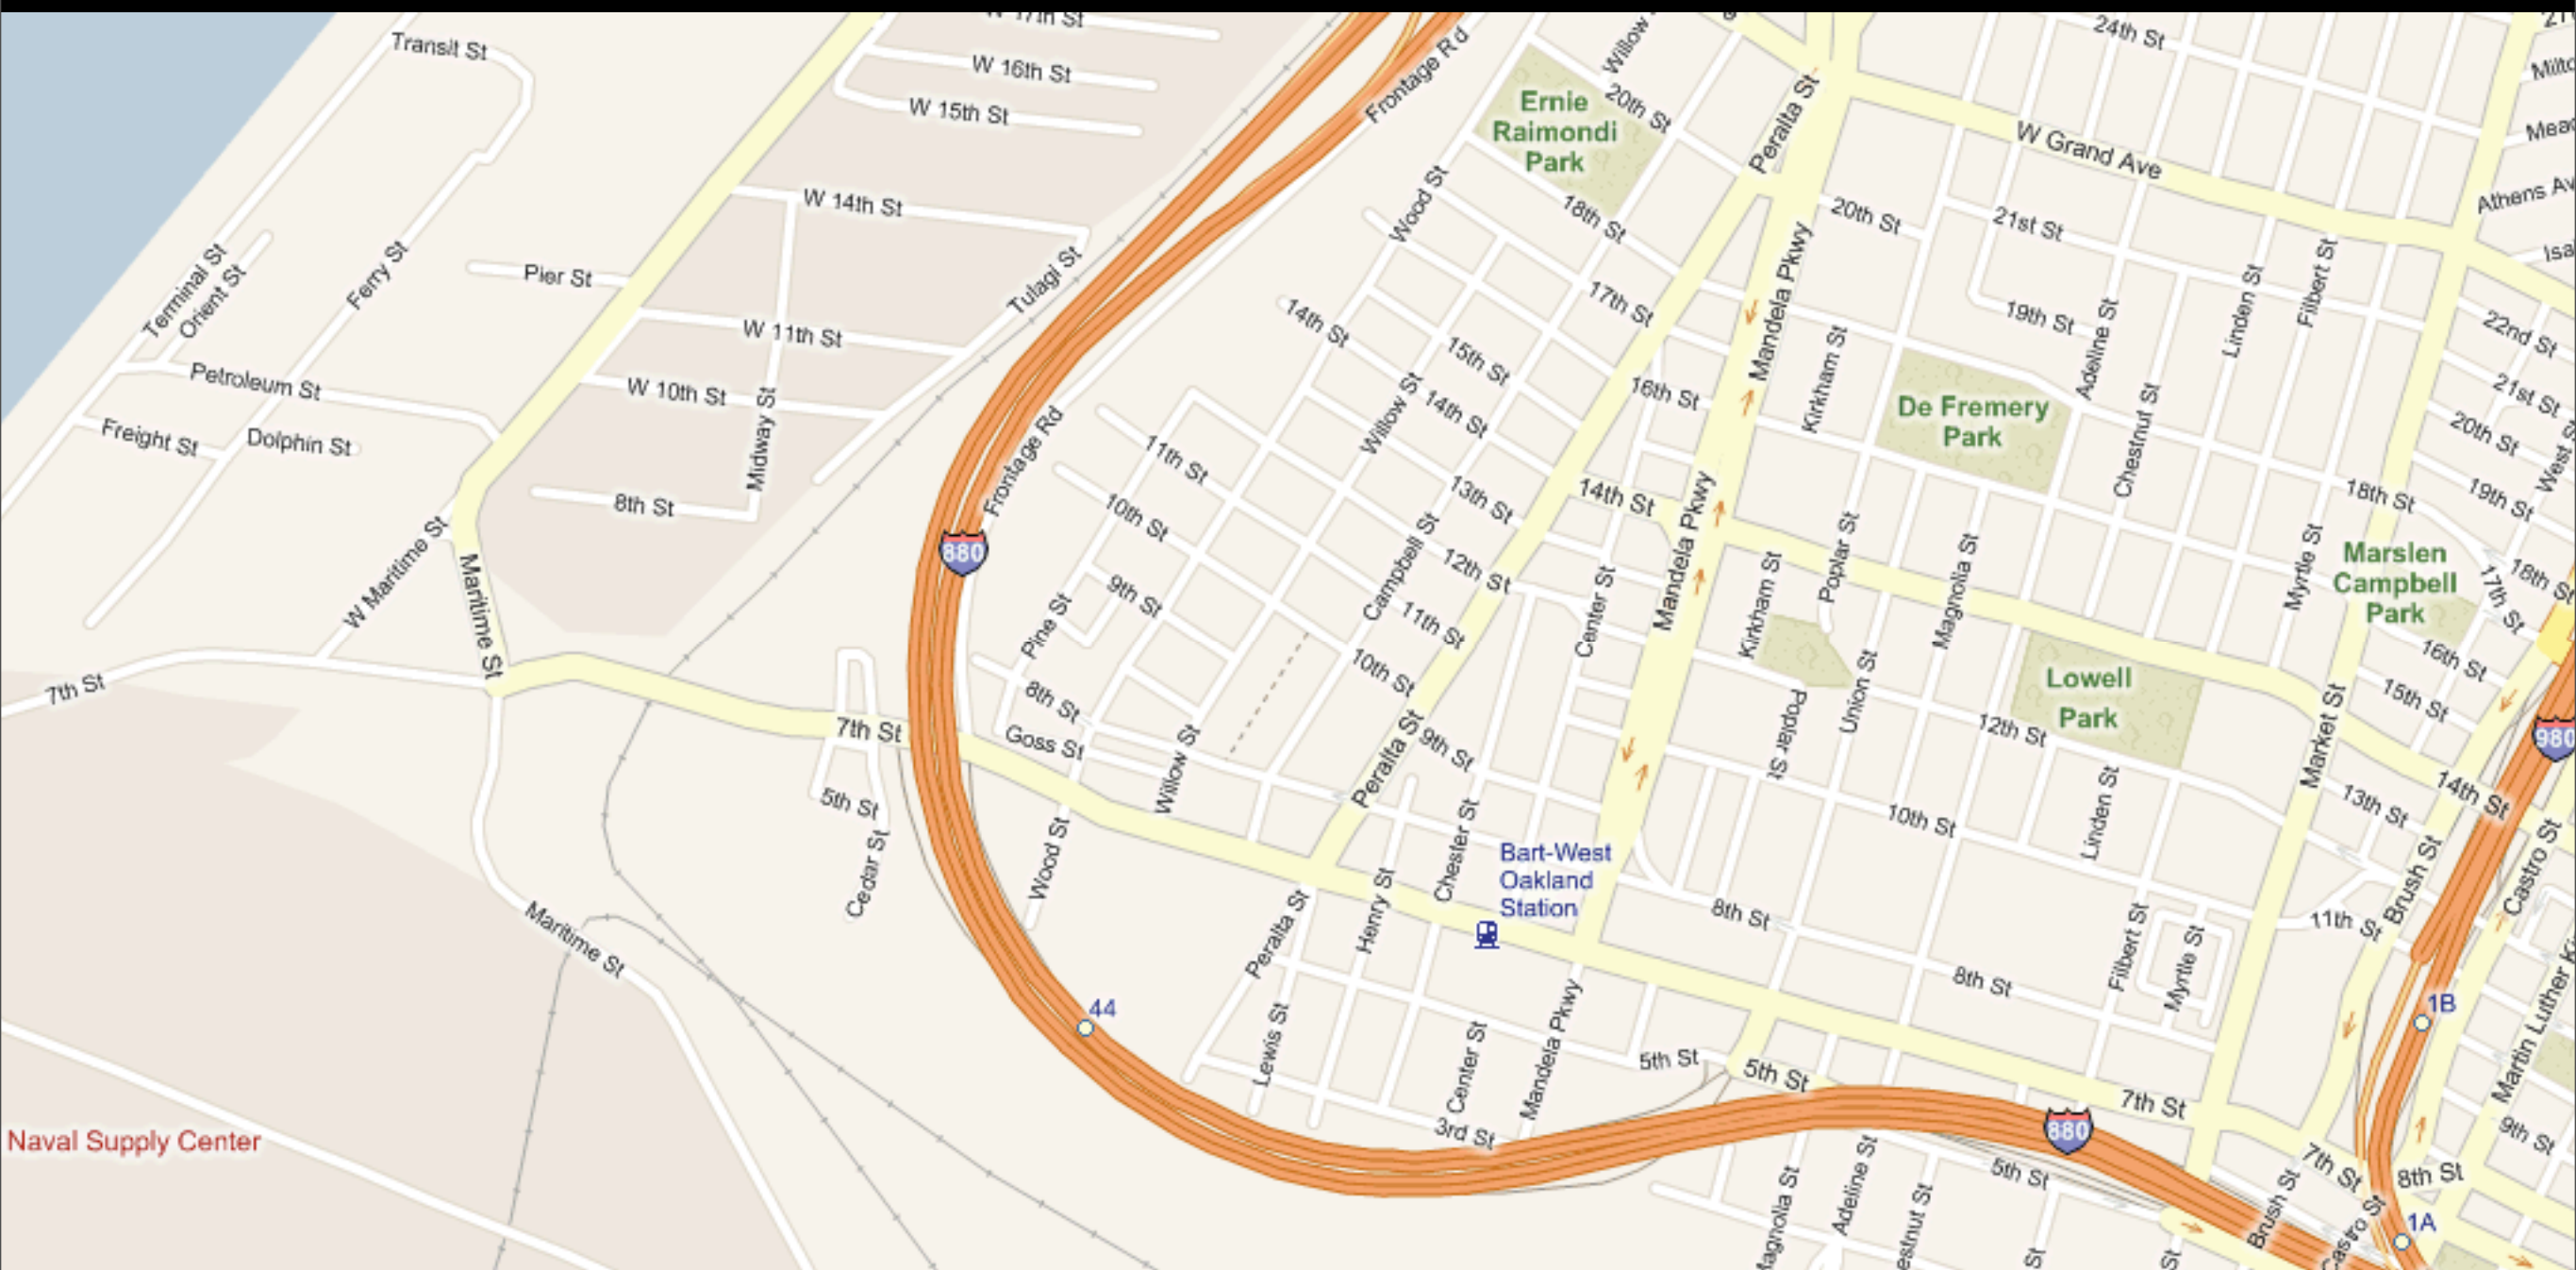 W 17th St
Transit St
W 16th St
W 15th St
Frontage Rd
Willow
20th St
Ernie
Raimondi
Park
Peralta St
24th St
W Grand Ave
Athens Av
W 14th St
Wood St
18th St
20th St
21st St
Terminal St
Orient St
Ferry St
Pier St
Tulagi St
Mandela Pkwy
Linden St
Filbert St
W 11th St
14th St
17th St
19th St
Adeline St
22nd St
Petroleum St
W 10th St
Midway St
15th St
16th St
Kirkham St
De Fremery
Park
Chestnut St
21st St
Freight St
Dolphin St
Willow St
14th St
20th St
West St
8th St
Frontage Rd
11th St
10th St
13th St
14th St
Mandela Pkwy
18th St
19th St
880
W Maritime St
Maritime St
9th St
Pine St
Campbell St
12th St
11th St
Center St
Kirkham St
Poplar St
Magnolia St
Myrtle St
Marslen
Campbell
Park
17th St
18th St
16th St
15th St
7th St
10th St
Lowell
Park
8th St
Goss St
7th St
Willow St
Peralta St
9th St
Poplar St
Union St
12th St
Market St
980
14th St
13th St
5th St
Cedar St
Wood St
Chester St
Bart-West
Oakland
Station
10th St
Linden St
Brush St
Castro St
Maritime St
Peralta St
Henry St
8th St
8th St
Filbert St
Myrtle St
11th St
44
1B
Lewis St
Center St
Mandela Pkwy
5th St
5th St
3rd St
7th St
880
Naval Supply Center
9th St
7th St
8th St
5th St
Adeline St
Brush St
1A